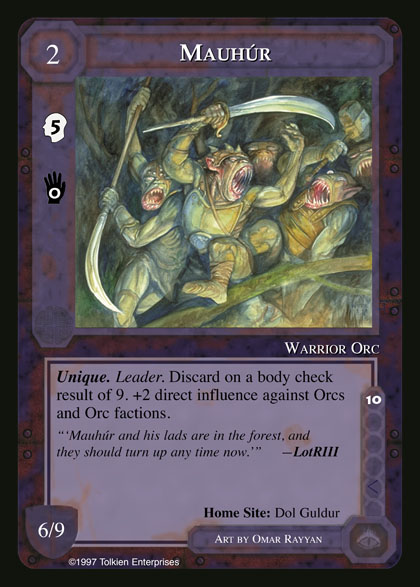 2
MAUHÚR
5
0
WARRIOR ORC
Unique. Leader. Discard on a body check
result of 9. +2 direct influence against Orcs
and Orc factions.
10
“‘Mauhúr and his lads are in the forest, and
they should turn up any time now.’” –LotRIII
Home Site: Dol Guldur
6/9
ART BY OMAR RAYYAN
©1997 Tolkien Enterprises